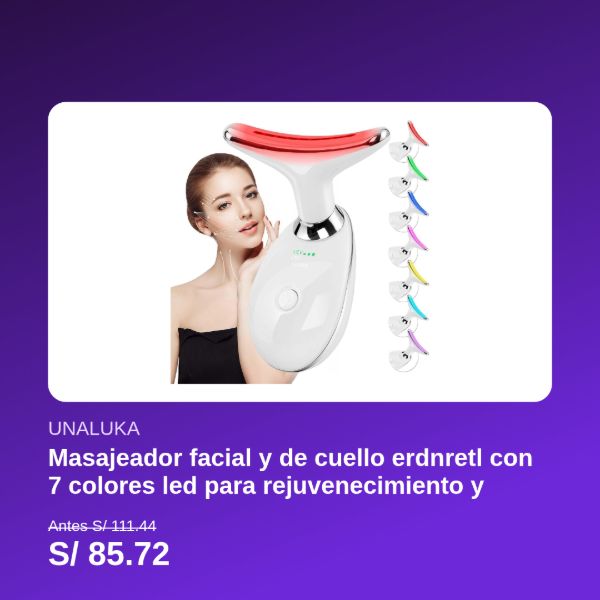 UNALUKA
Masajeador facial y de cuello erdnretl con
7 colores led para rejuvenecimiento y
Antes S/ 111.44
S/ 85.72